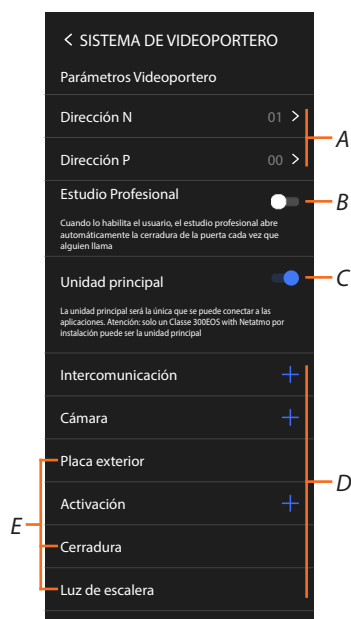 < SISTEMA DE VIDEOPORTERO
Parámetros Videoportero
Dirección N 01 >
A
Dirección P 00 >
Estudio Profesional
B
Cuando lo habilita el usuario, el estudio profesional abre
automáticamente la cerradura de la puerta cada vez que
alguien llama
Unidad principal
C
La unidad principal será la única que se puede conectar a las
aplicaciones. Atención: solo un Classe 300EOS with Netatmo por
instalación puede ser la unidad principal
Intercomunicación +
Cámara +
Placa exterior
D
Activación +
E
Cerradura
Luz de escalera